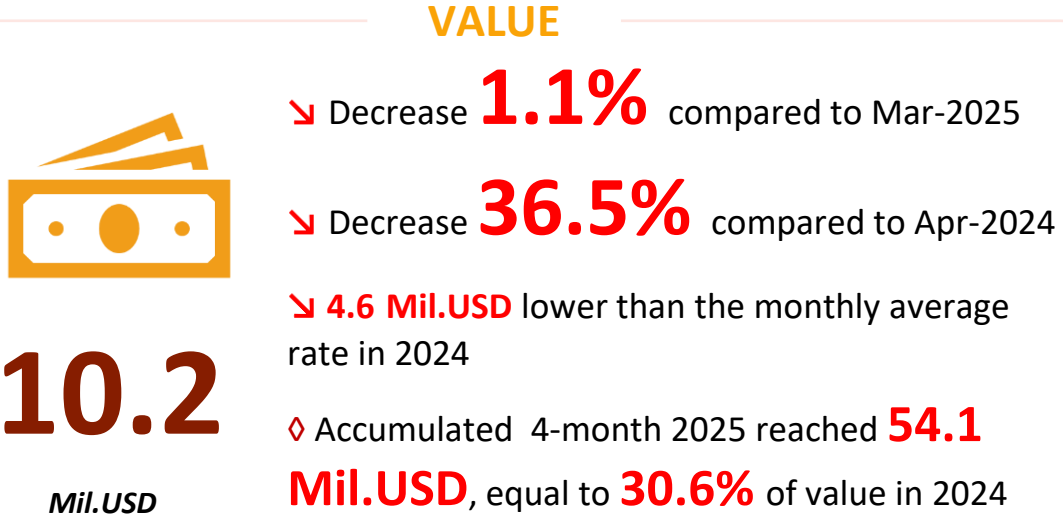 VALUE
↘ Decrease 1.1% compared to Mar-2025
↘ Decrease 36.5% compared to Apr-2024
↘ 4.6 Mil.USD lower than the monthly average
rate in 2024
10.2
Mil.USD
◊ Accumulated 4-month 2025 reached 54.1
Mil.USD, equal to 30.6% of value in 2024